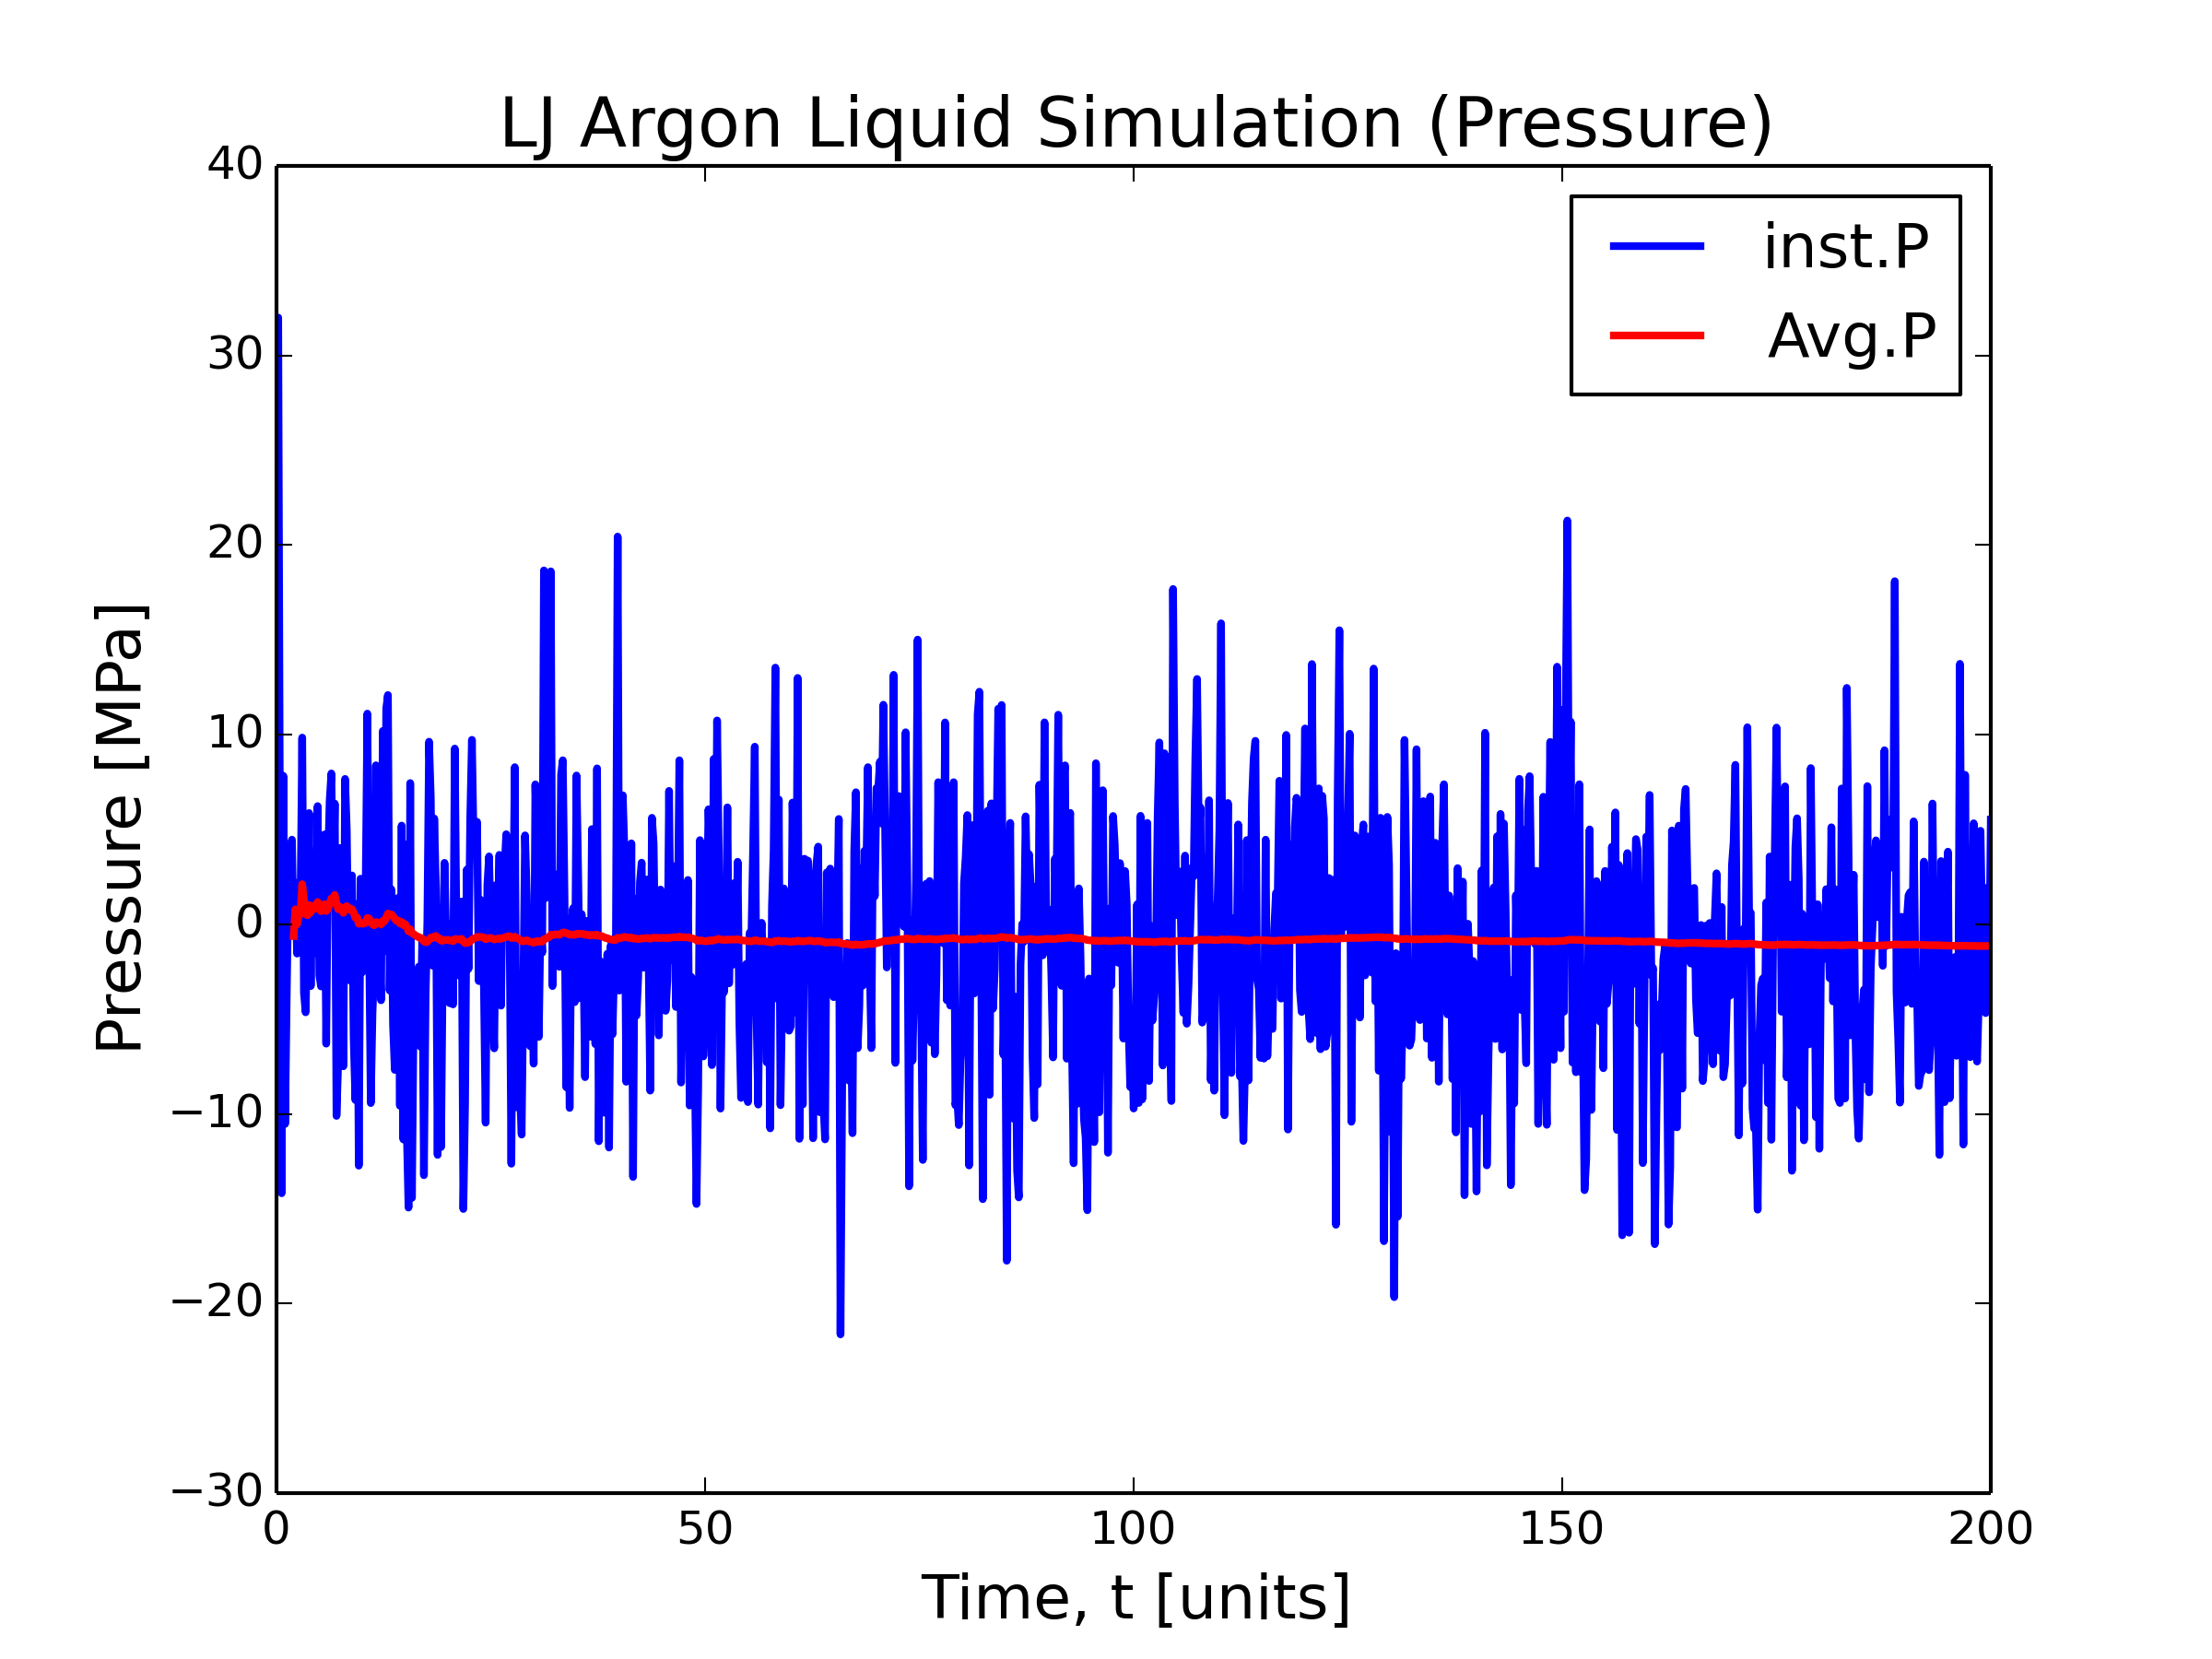 LJ Argon Liquid Simulation (Pressure)
inst.P
Avg.P
Pressure [MPa]
40
30
20
10
0
−10
−20
−30
0 50 100 150 200
Time, t [units]